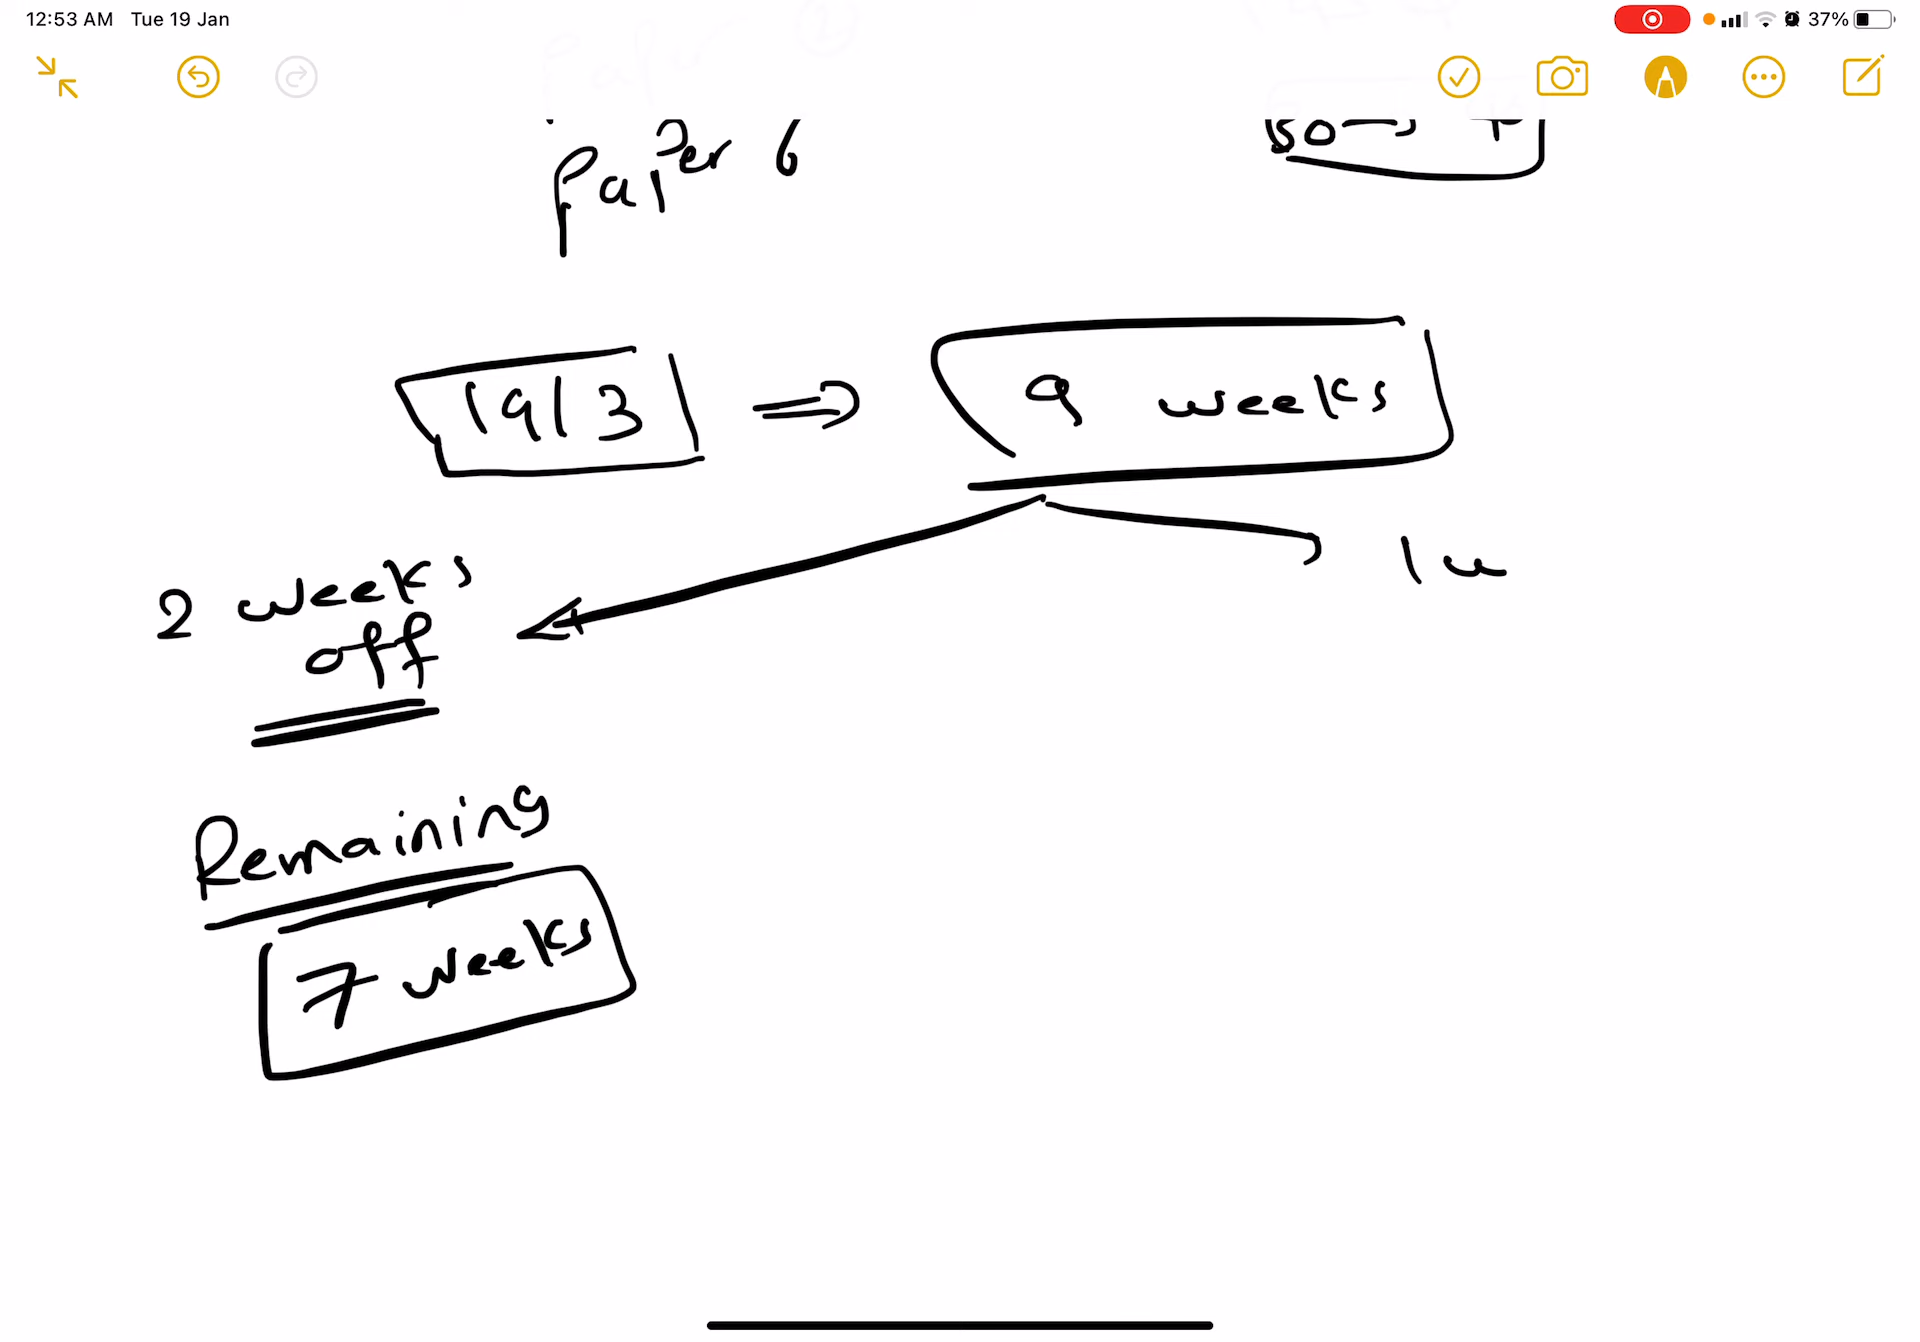 12:53 AM Tue 19 Jan
37%
Paper 6
19/3 ⇒ 9 weeks
1w
2 weeks
off
Remaining
7 weeks